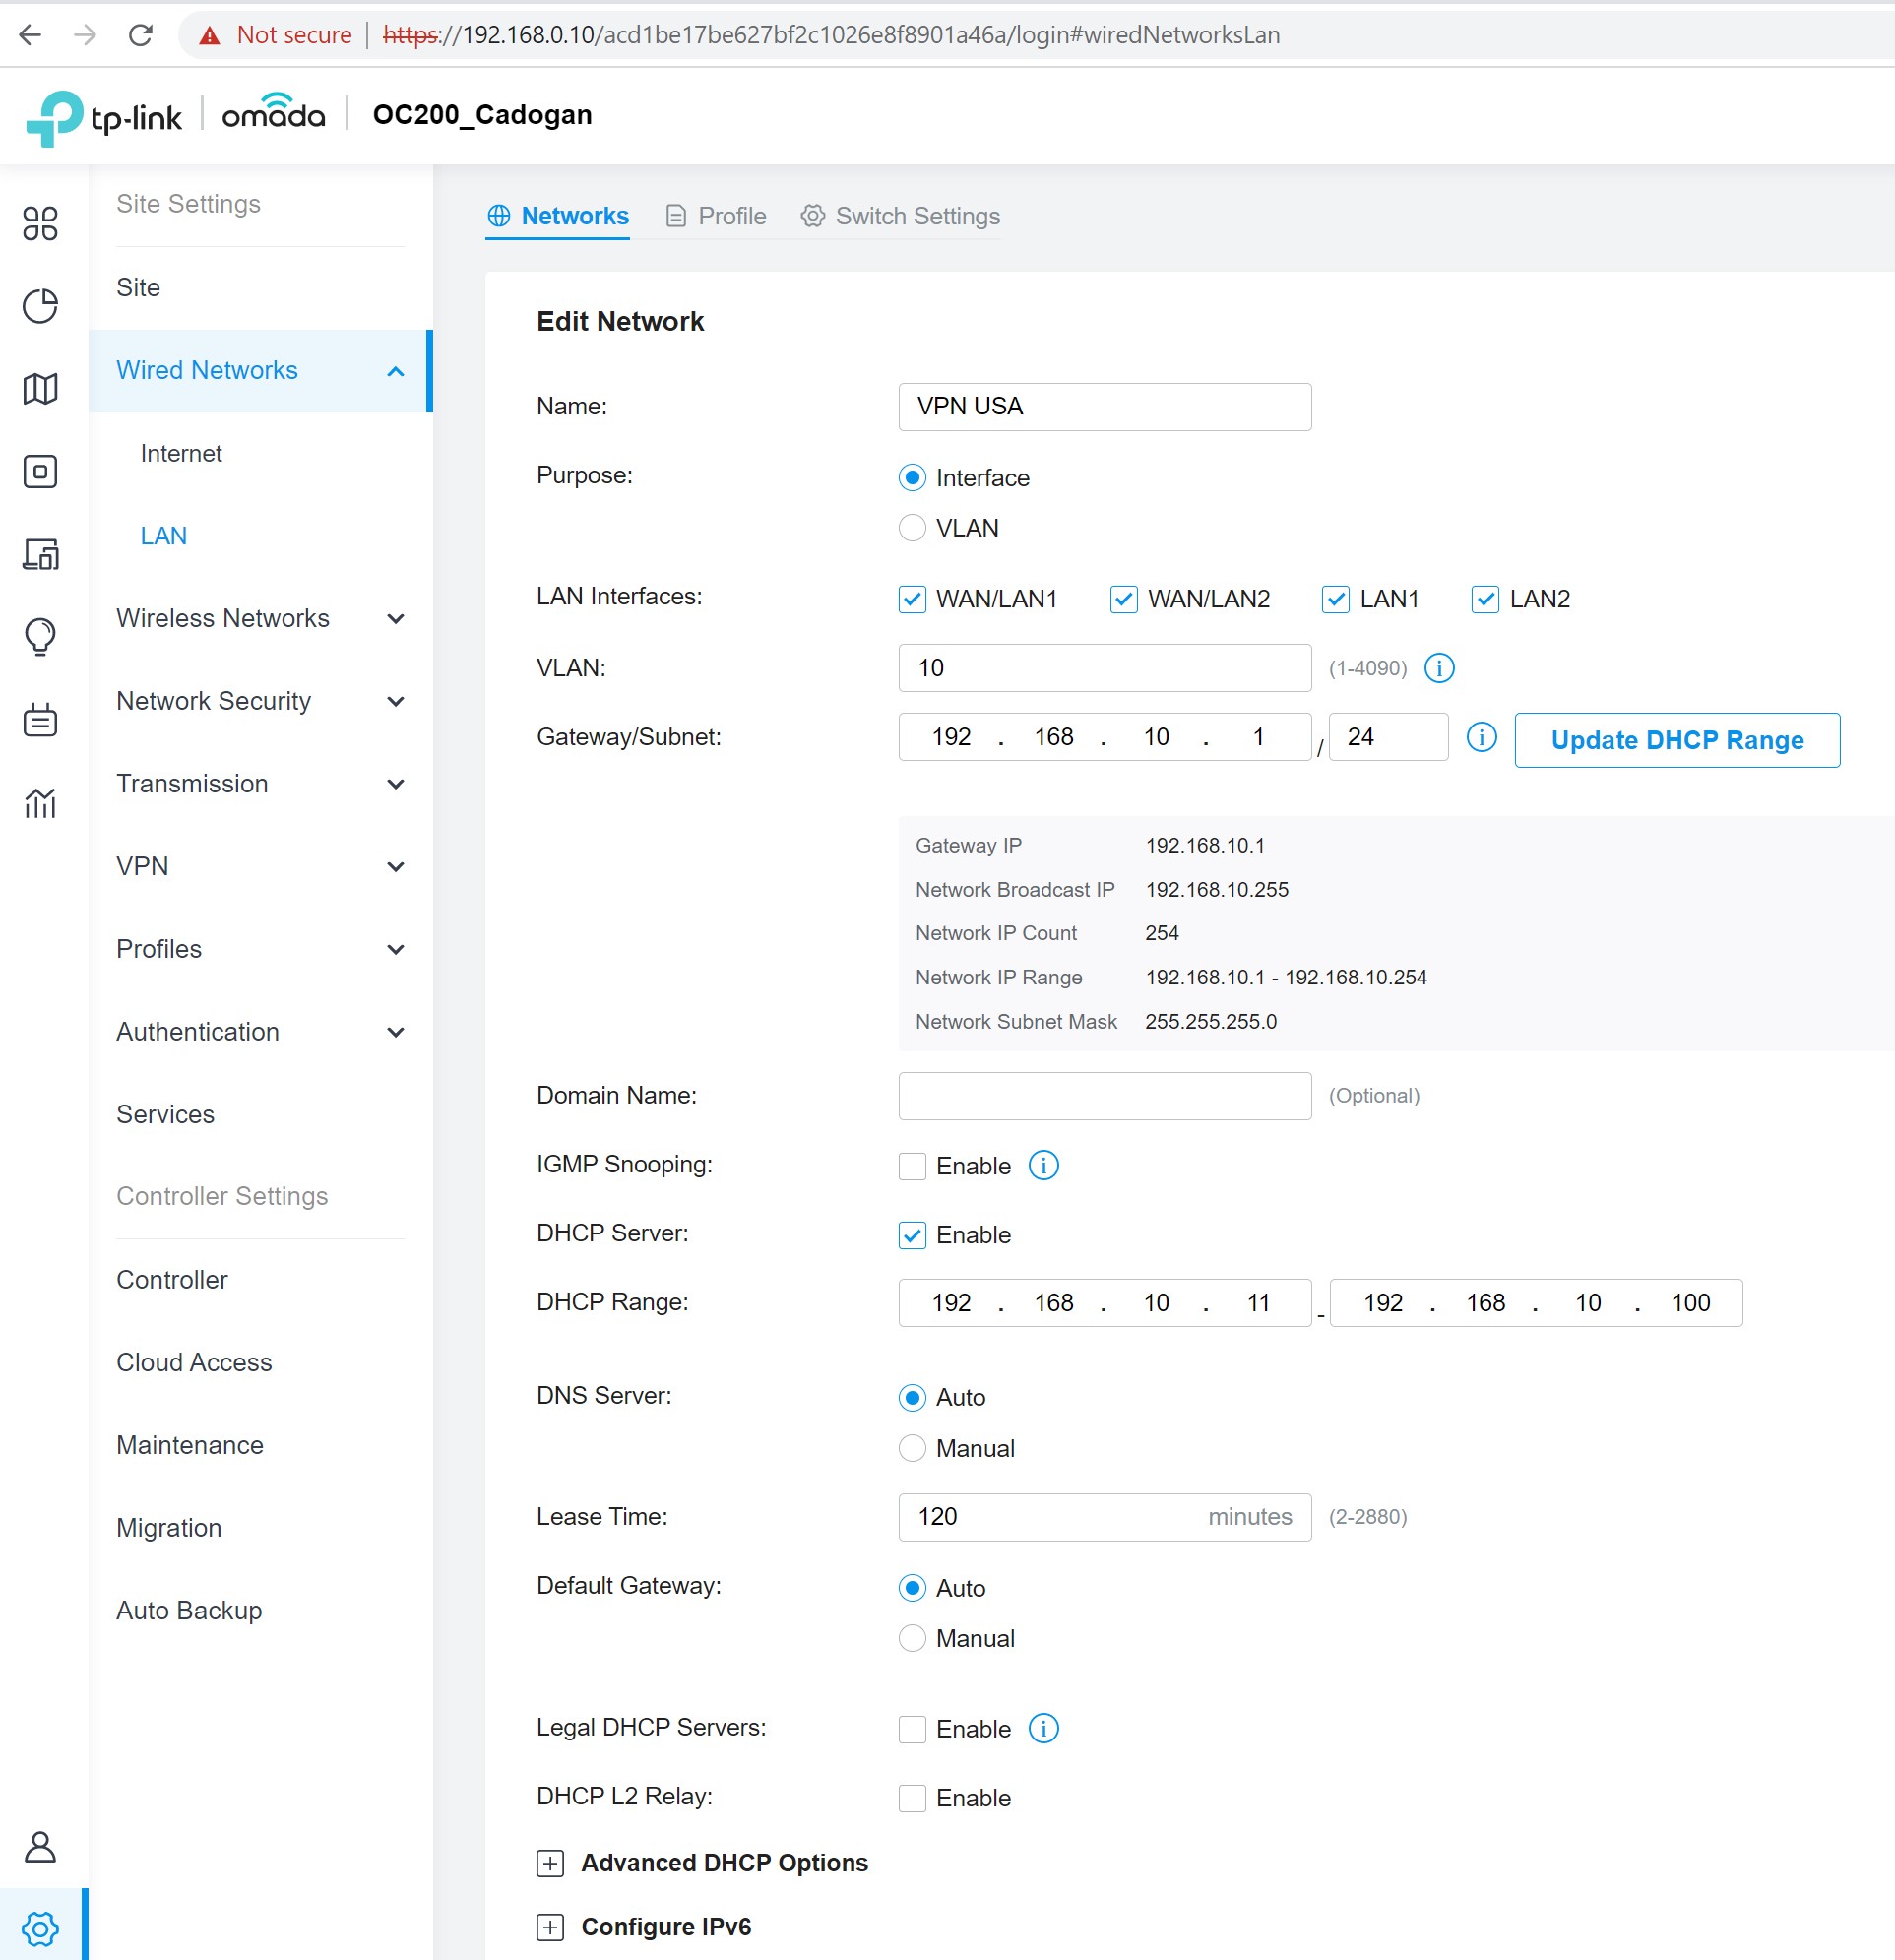 Not secure | https://192.168.0.10/acd1be17be627bf2c1026e8f8901a46a/login#wiredNetworksLan
tp-link | omada | OC200_Cadogan
Site Settings
Site
Wired Networks
Internet
LAN
Wireless Networks
Network Security
Transmission
VPN
Profiles
Authentication
Services
Controller Settings
Controller
Cloud Access
Maintenance
Migration
Auto Backup
Networks Profile Switch Settings
Edit Network
Name: VPN USA
Purpose: Interface
VLAN
LAN Interfaces: WAN/LAN1 WAN/LAN2 LAN1 LAN2
VLAN: 10 (1-4090)
Gateway/Subnet: 192 . 168 . 10 . 1 / 24 Update DHCP Range
Gateway IP 192.168.10.1
Network Broadcast IP 192.168.10.255
Network IP Count 254
Network IP Range 192.168.10.1 - 192.168.10.254
Network Subnet Mask 255.255.255.0
Domain Name: (Optional)
IGMP Snooping: Enable
DHCP Server: Enable
DHCP Range: 192 . 168 . 10 . 11 - 192 . 168 . 10 . 100
DNS Server: Auto
Manual
Lease Time: 120 minutes (2-2880)
Default Gateway: Auto
Manual
Legal DHCP Servers: Enable
DHCP L2 Relay: Enable
Advanced DHCP Options
Configure IPv6